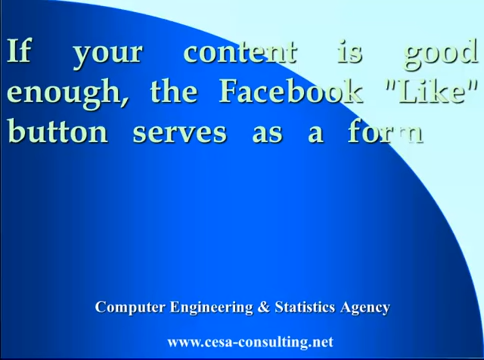 If your content is good
enough, the Facebook "Like"
button serves as a form
Computer Engineering & Statistics Agency
www.cesa-consulting.net